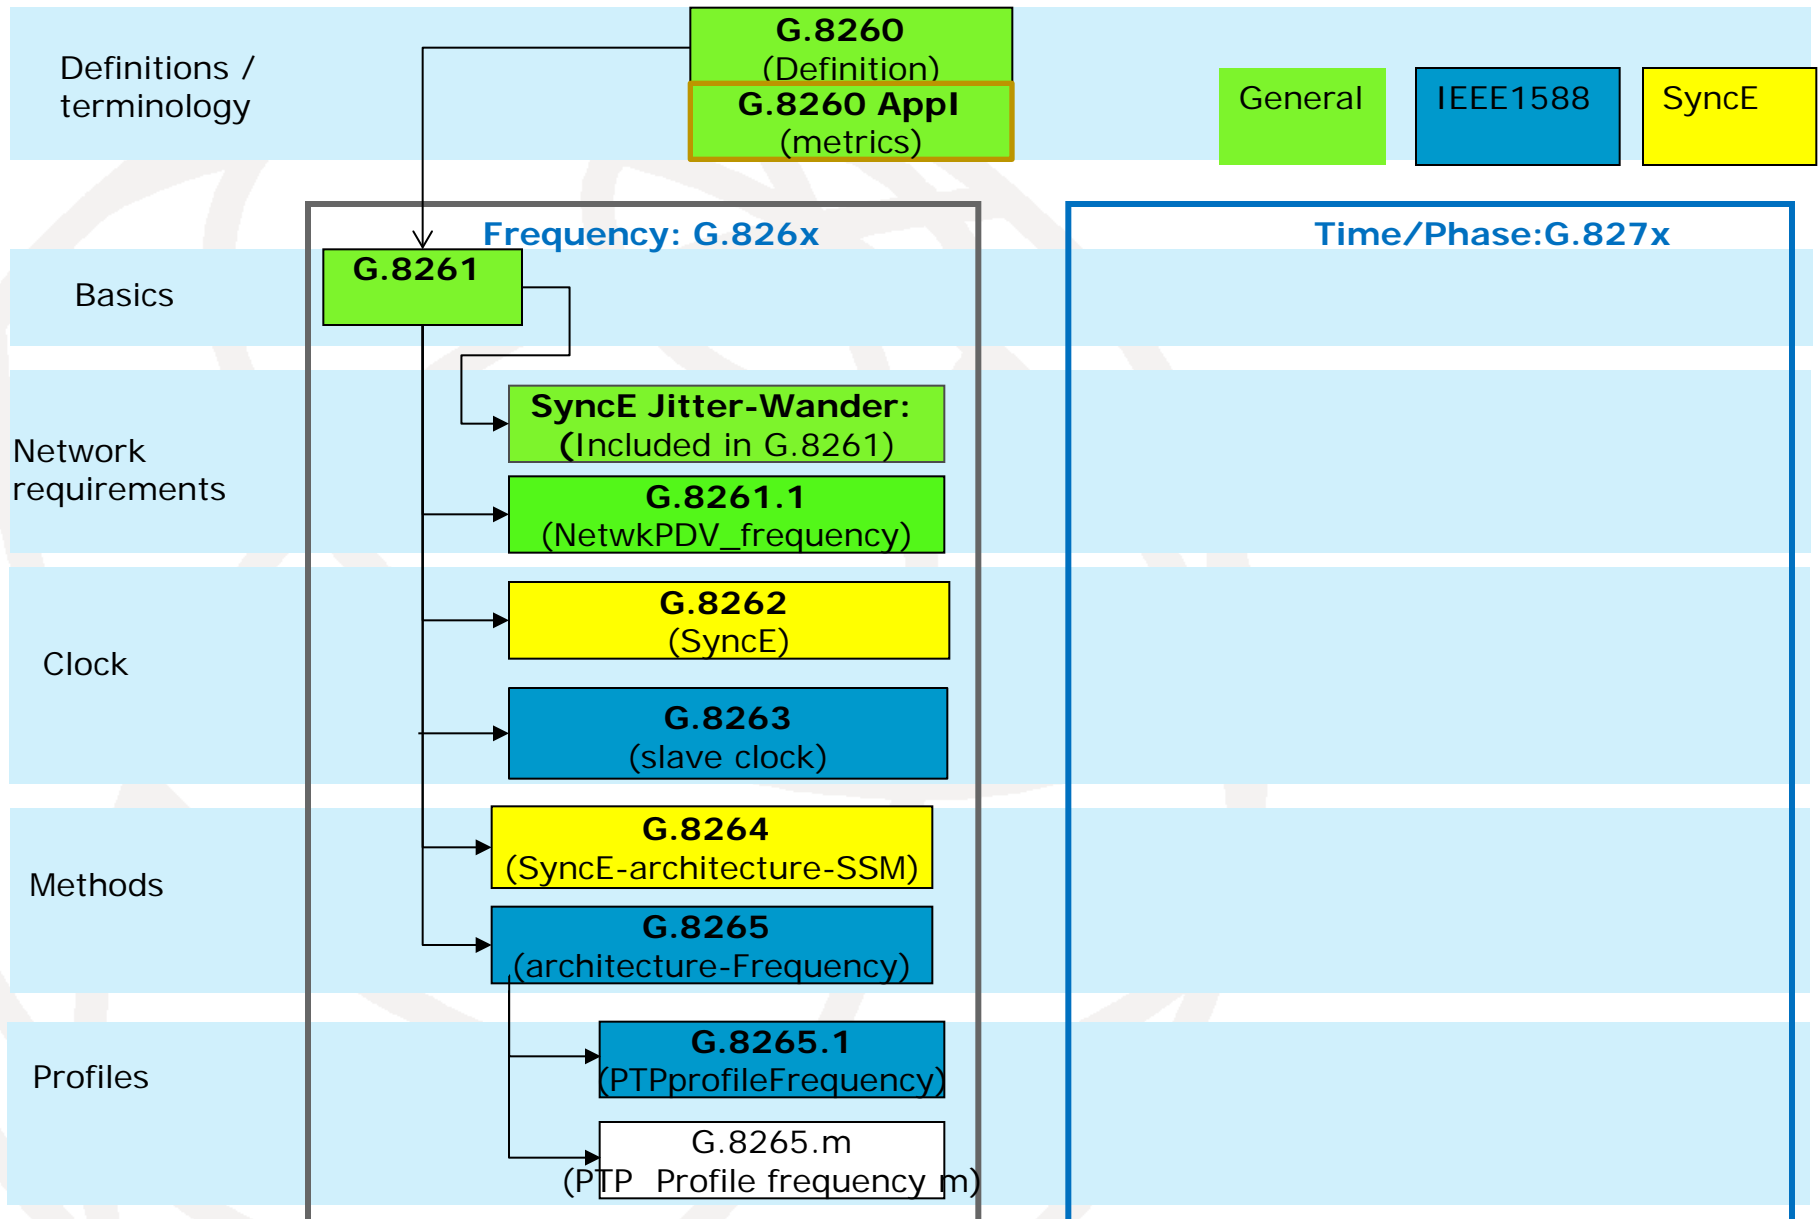 Definitions /
terminology
G.8260
(Definition)
G.8260 AppI
(metrics)
General
IEEE1588
SyncE
Frequency: G.826x
Time/Phase:G.827x
Basics
G.8261
Network
requirements
SyncE Jitter-Wander:
(Included in G.8261)
G.8261.1
(NetwkPDV_frequency)
Clock
G.8262
(SyncE)
G.8263
(slave clock)
Methods
G.8264
(SyncE-architecture-SSM)
G.8265
(architecture-Frequency)
Profiles
G.8265.1
(PTPprofileFrequency)
G.8265.m
(PTP Profile frequency m)